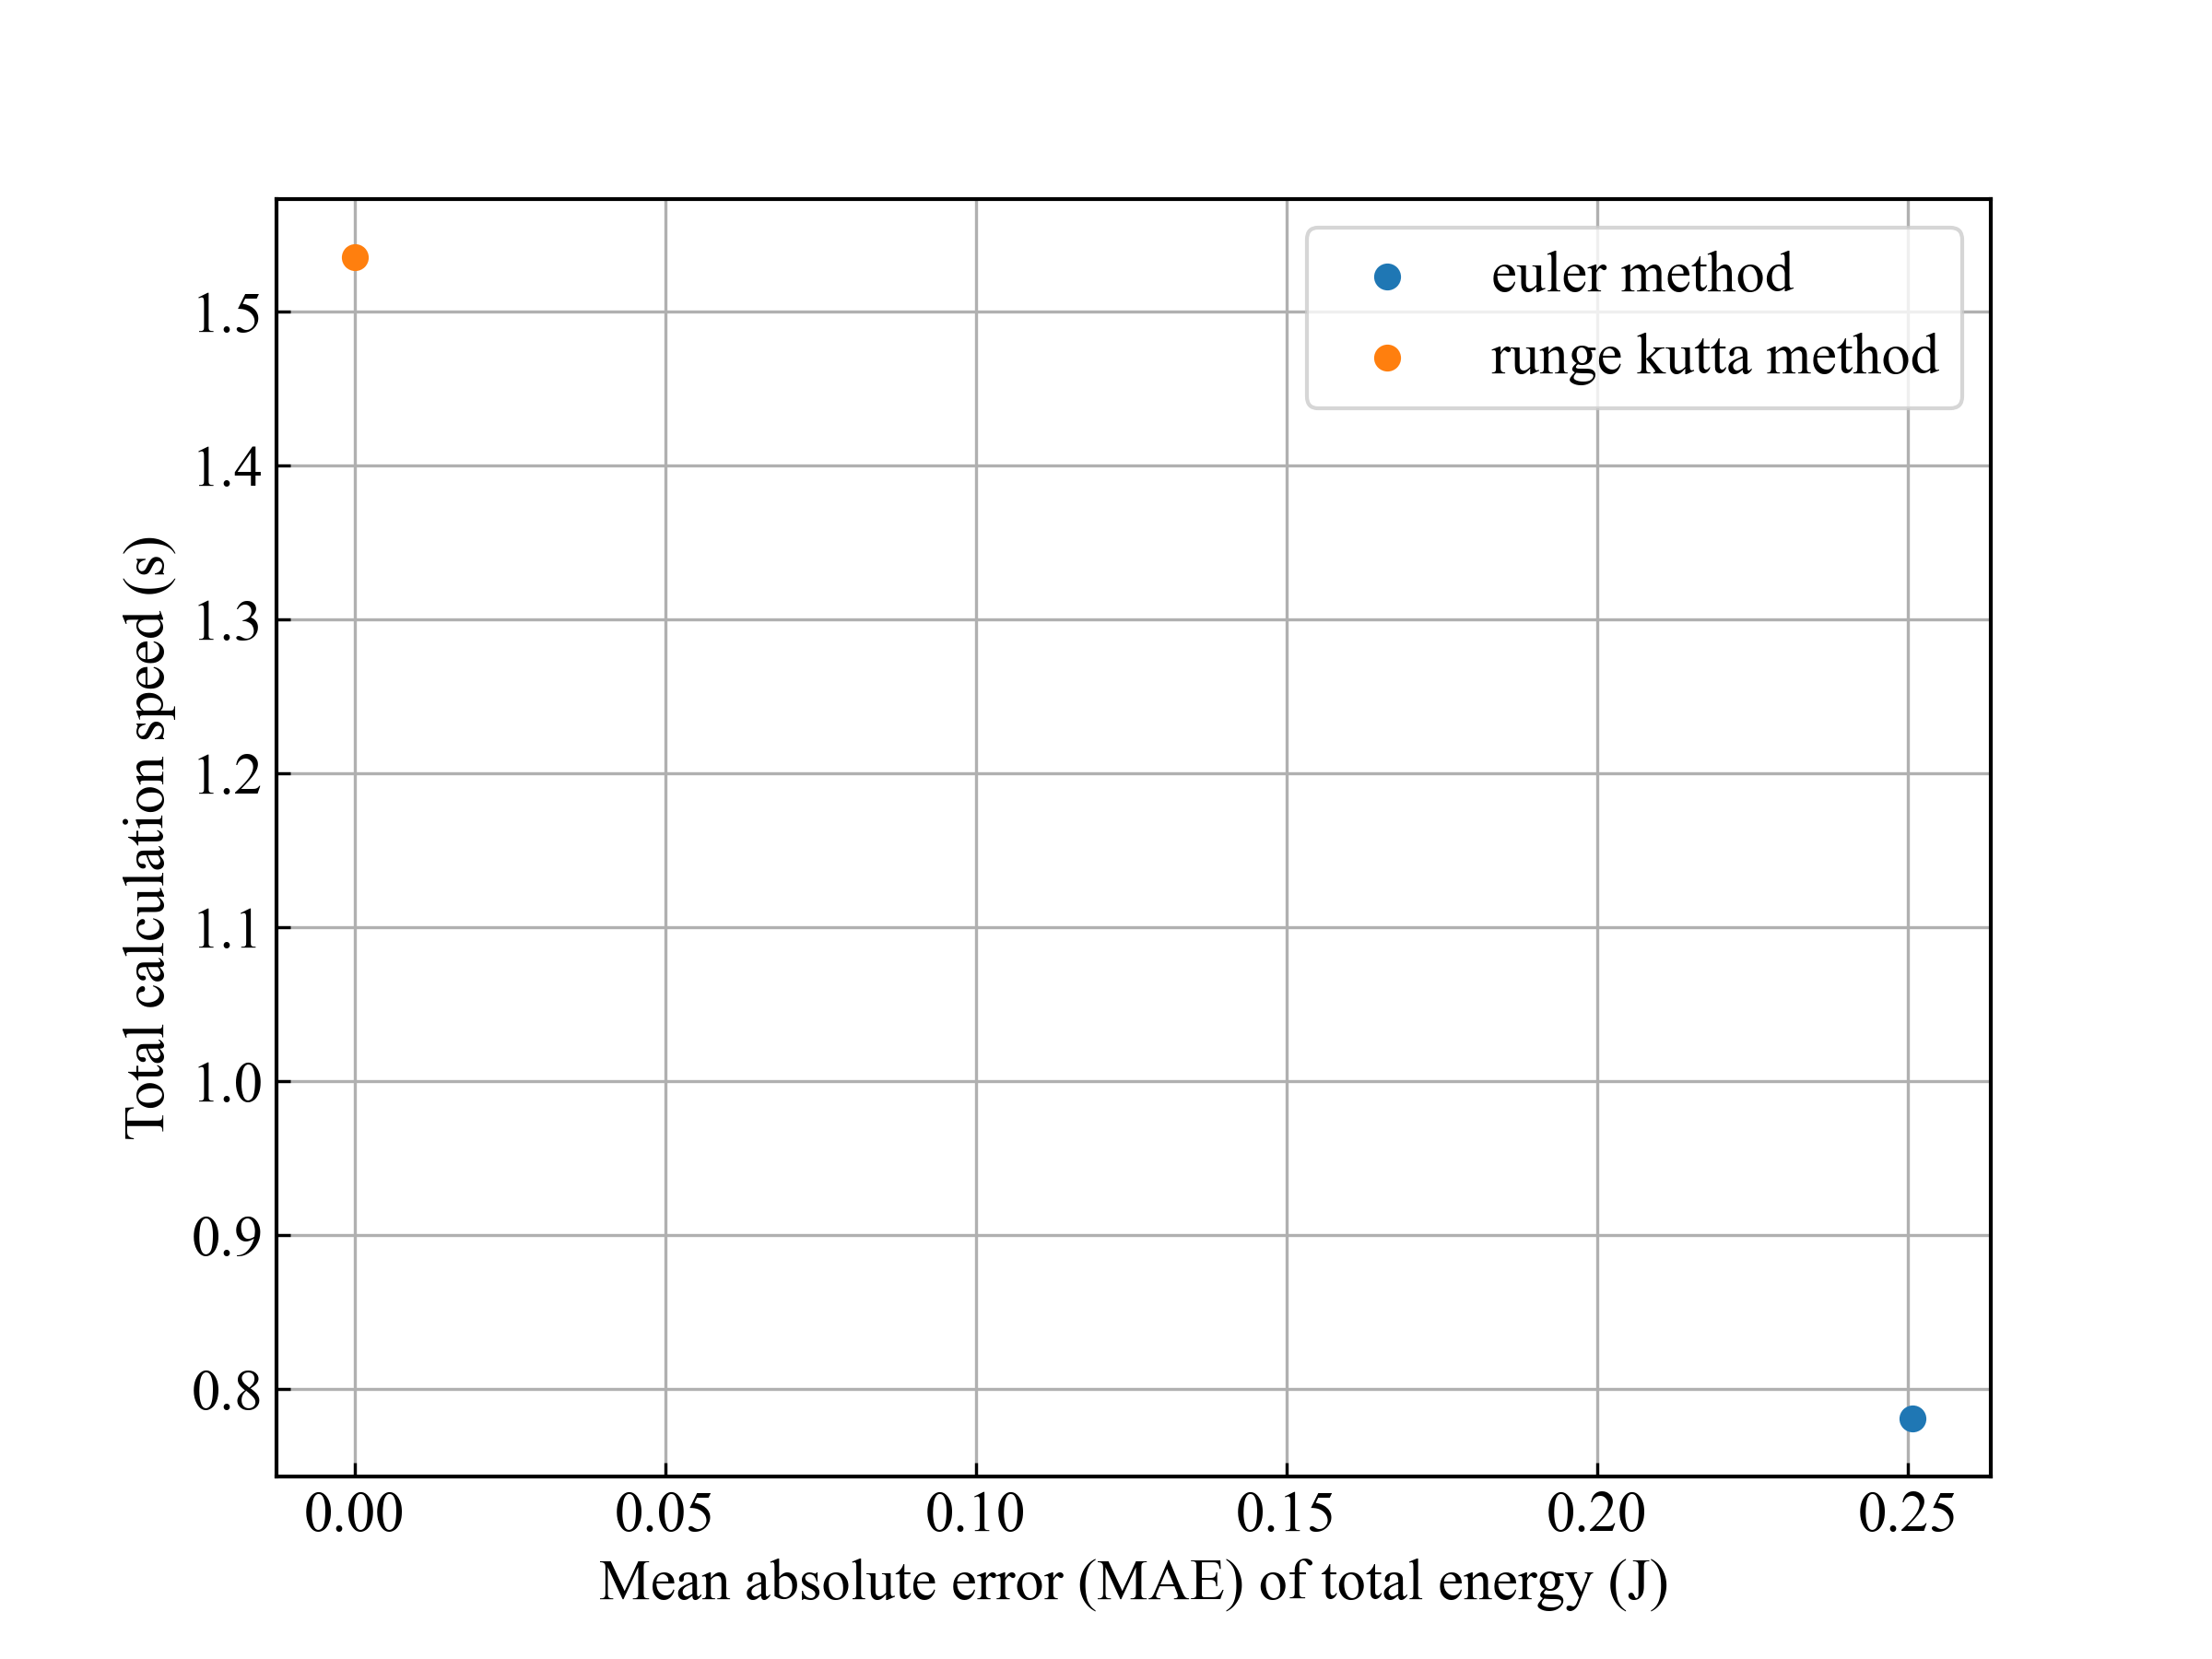 euler method
runge kutta method
1.5
1.4
1.3
1.2
1.1
1.0
0.9
0.8
Total calculation speed (s)
0.00 0.05 0.10 0.15 0.20 0.25
Mean absolute error (MAE) of total energy (J)